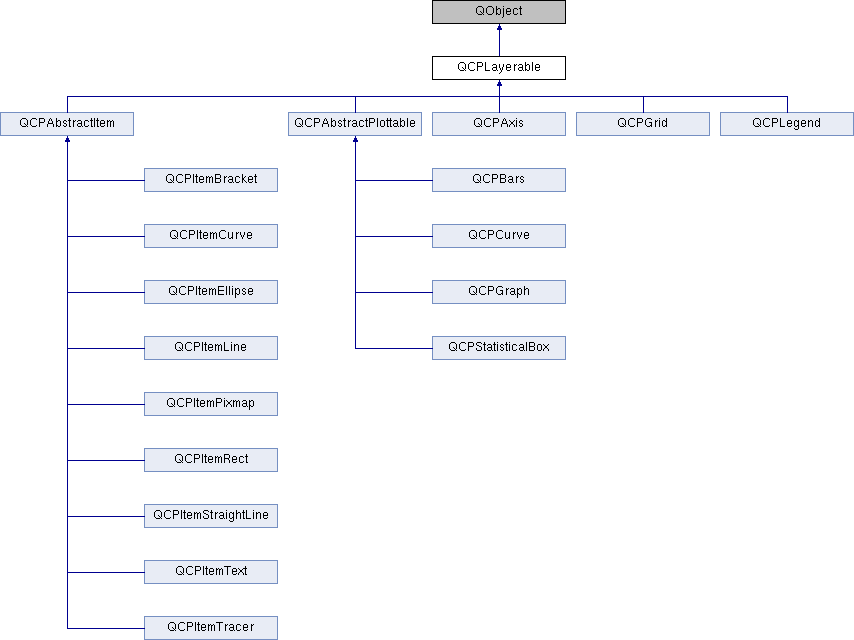 QObject
QCPLayerable
QCPAbstractItem
QCPAbstractPlottable
QCPAxis
QCPGrid
QCPLegend
QCPItemBracket
QCPBars
QCPItemCurve
QCPCurve
QCPItemEllipse
QCPGraph
QCPItemLine
QCPStatisticalBox
QCPItemPixmap
QCPItemRect
QCPItemStraightLine
QCPItemText
QCPItemTracer